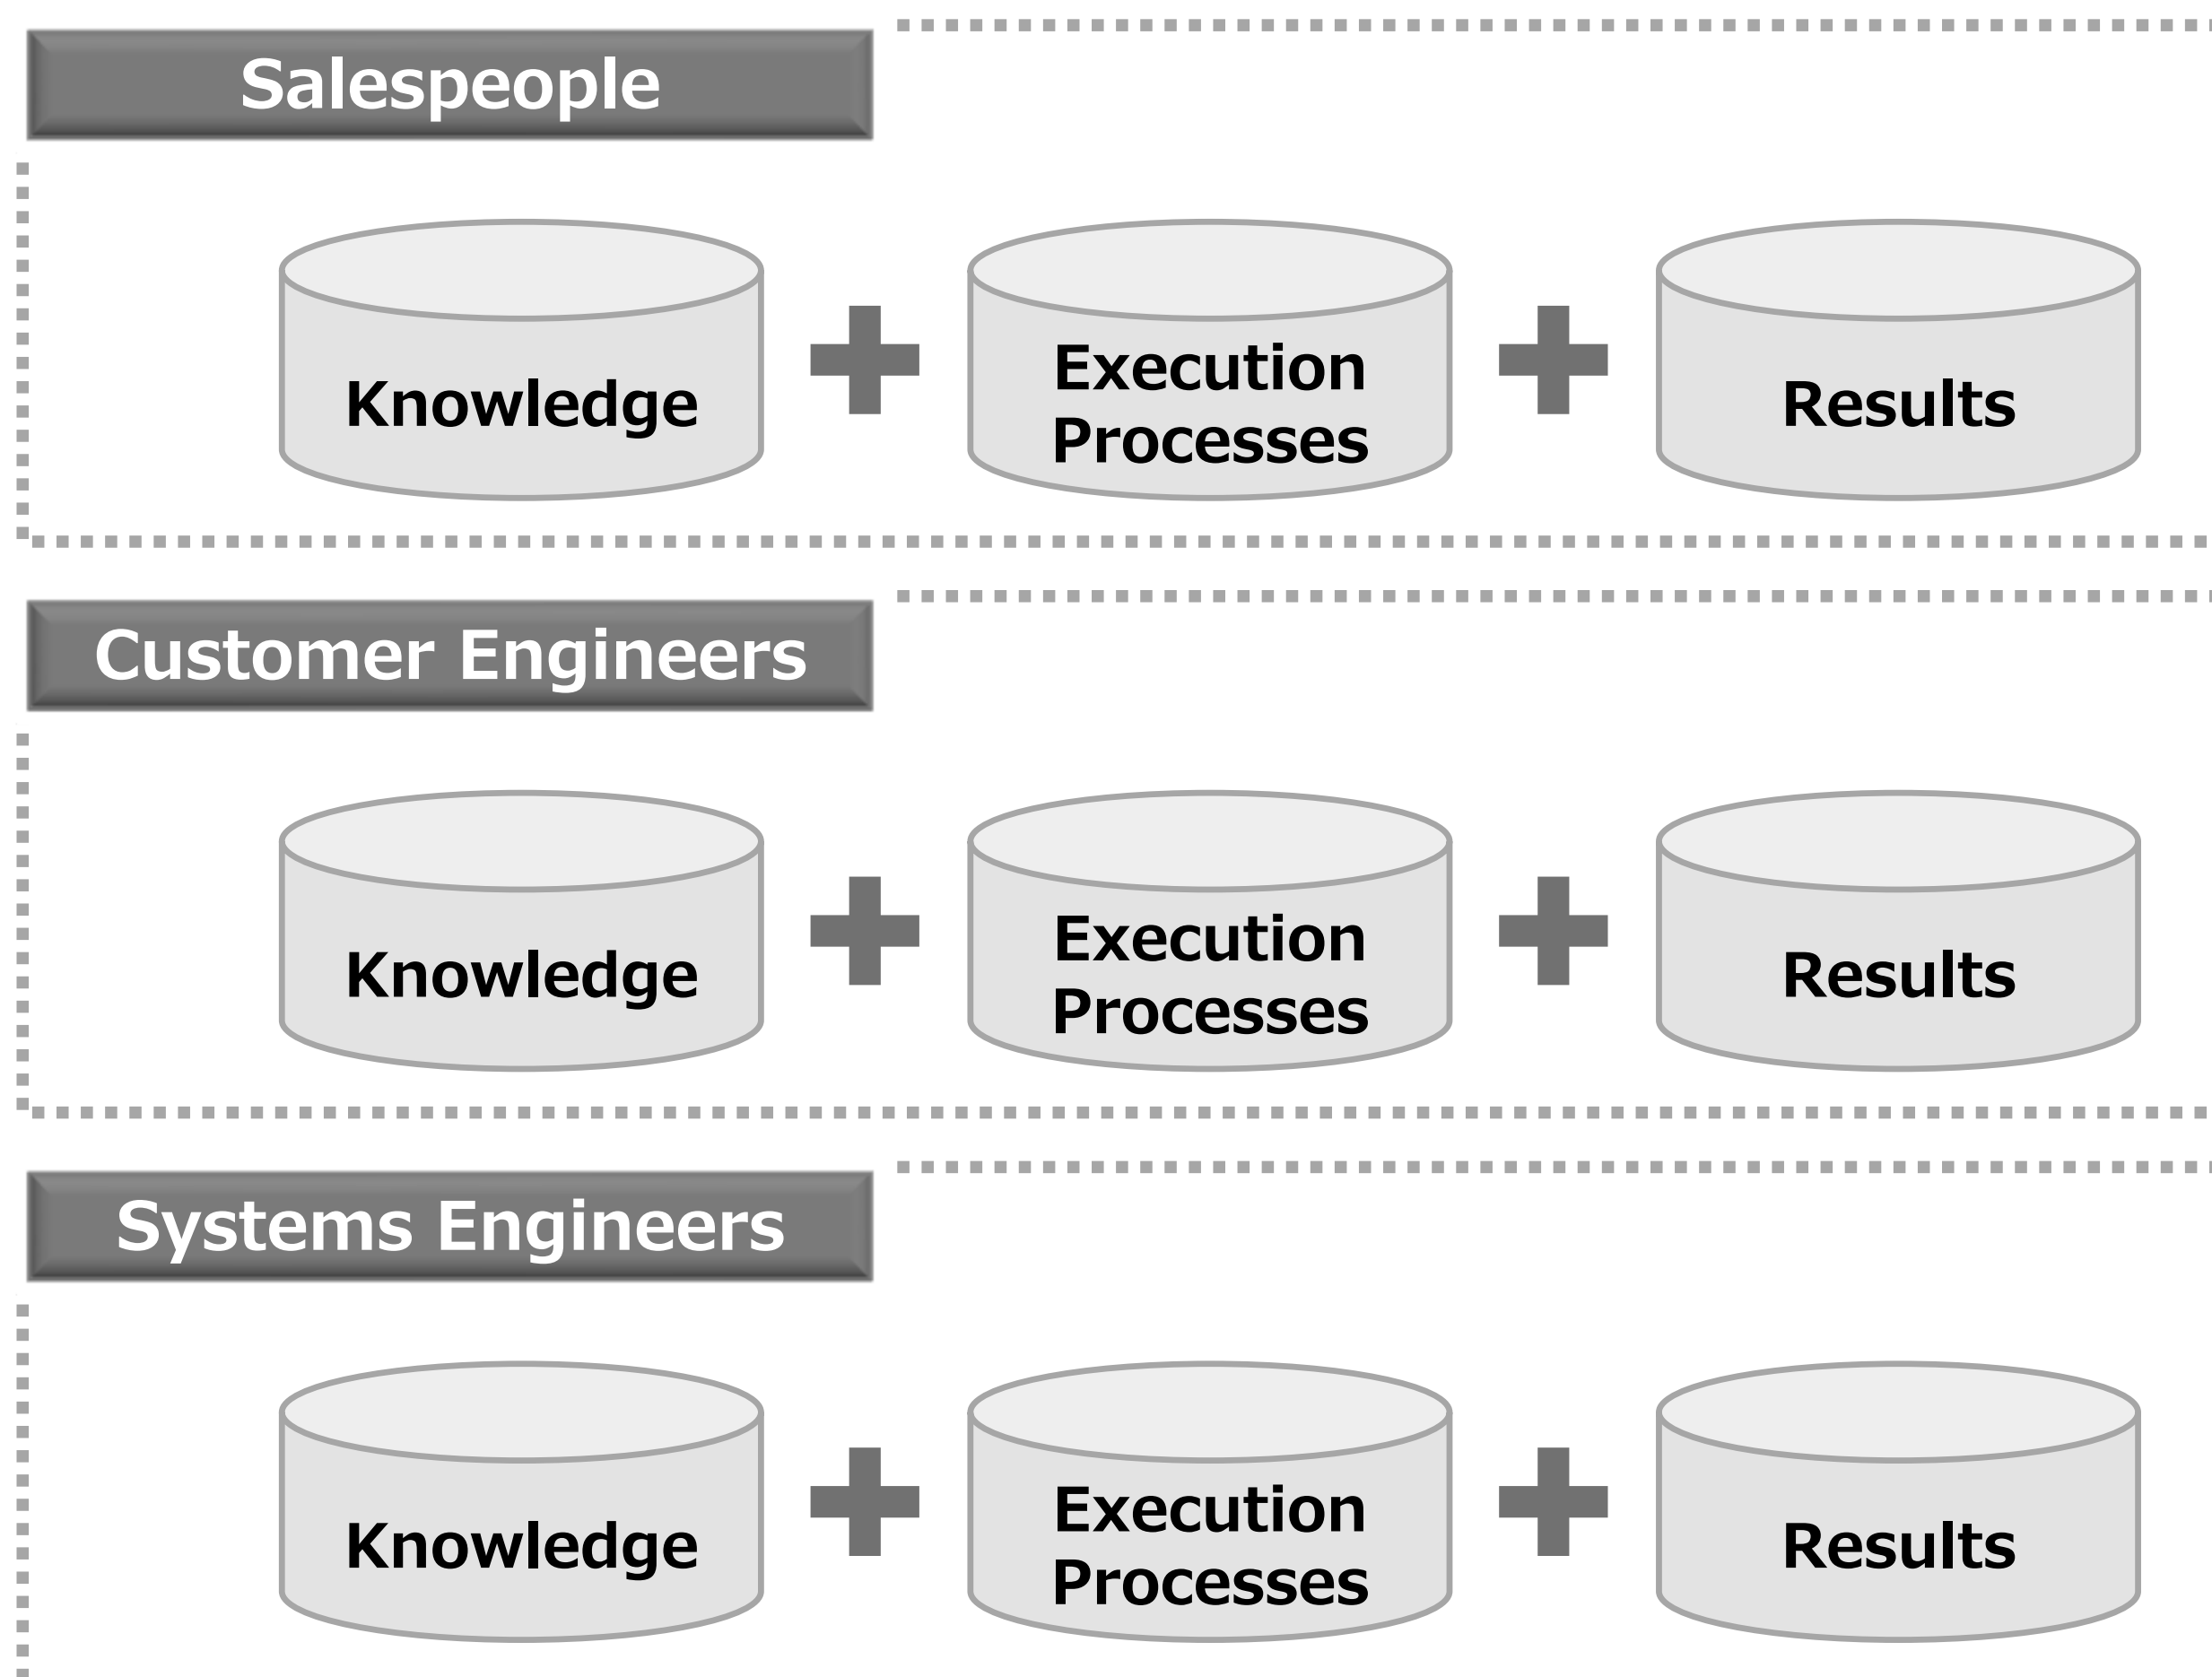 Salespeople
Knowledge
Execution
Processes
Results
Customer Engineers
Knowledge
Execution
Processes
Results
Systems Engineers
Knowledge
Execution
Processes
Results